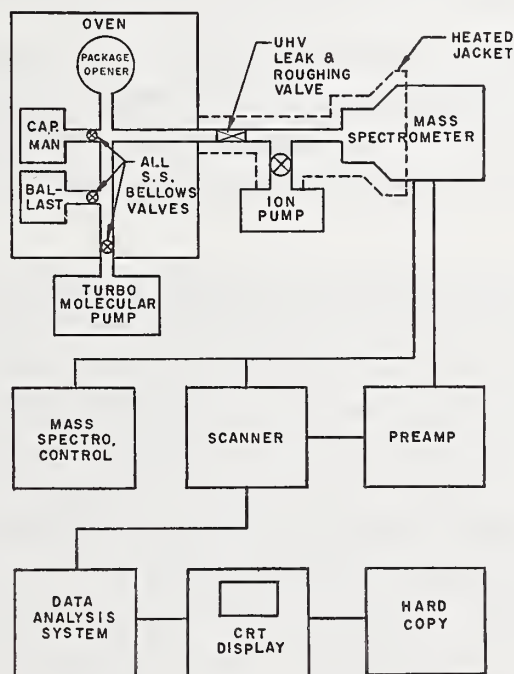 OVEN
PACKAGE
OPENER
UHV
LEAK &
ROUGHING
VALVE
HEATED
JACKET
CAP.
MAN
MASS
SPECTROMETER
ALL
S.S.
BELLOWS
VALVES
BAL-
LAST
ION
PUMP
TURBO
MOLECULAR
PUMP
MASS
SPECTRO,
CONTROL
SCANNER
PREAMP
DATA
ANALYSIS
SYSTEM
CRT
DISPLAY
HARD
COPY